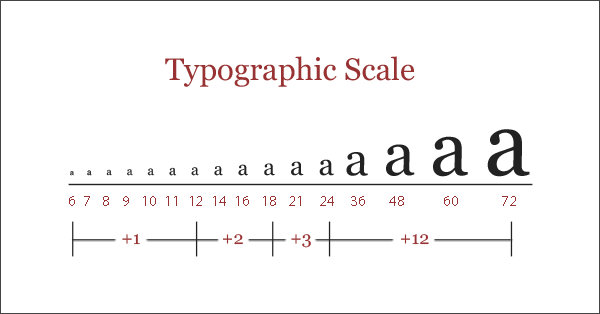 Typographic Scale
a a a a a a a a a a a a a a a a
6 7 8 9 10 11 12 14 16 18 21 24 36 48 60 72
+1 +2 +3 +12